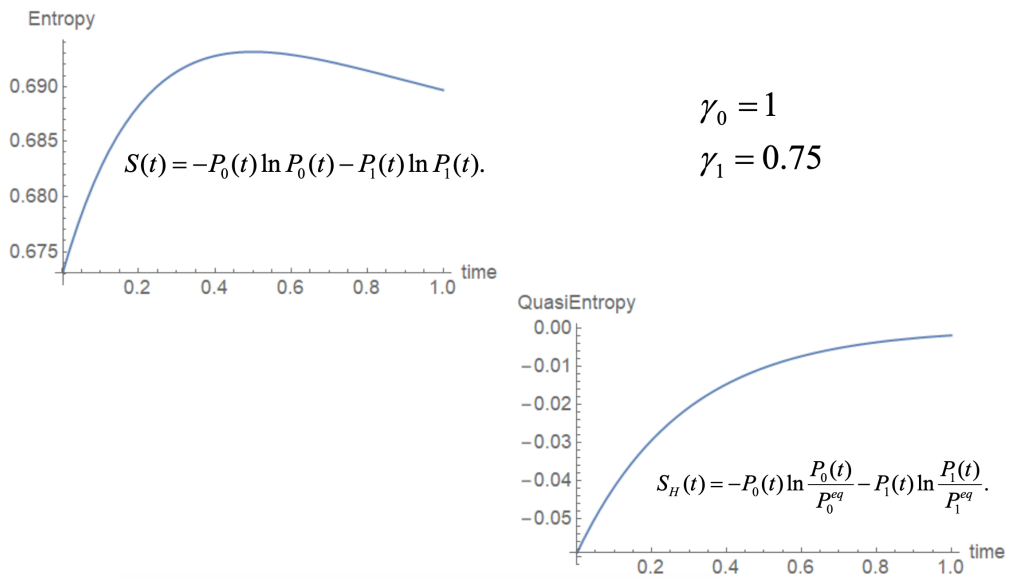 Entropy
0.690
0.685
0.680
0.675
S(t) = −P₀(t) ln P₀(t) − P₁(t) ln P₁(t).
0.2 0.4 0.6 0.8 1.0 time
γ₀ = 1
γ₁ = 0.75
QuasiEntropy
0.00
−0.01
−0.02
−0.03
−0.04
−0.05
S_H(t) = −P₀(t) ln P₀(t)/P₀^eq − P₁(t) ln P₁(t)/P₁^eq.
0.2 0.4 0.6 0.8 1.0 time